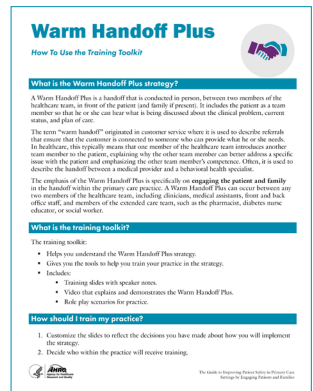 Warm Handoff Plus
How To Use the Training Toolkit
What is the Warm Handoff Plus strategy?
A Warm Handoff Plus is a handoff that is conducted in person, between two members of the
healthcare team, in front of the patient (and family if present). It includes the patient as a team
member so that he or she can hear what is being discussed about the clinical problem, current
status, and plan of care.
The term “warm handoff” originated in customer service where it is used to describe referrals
that ensure that the customer is connected to someone who can provide what he or she needs.
In healthcare, this typically means that one member of the healthcare team introduces another
team member to the patient, explaining why the other team member can better address a specific
issue with the patient and emphasizing the other team member’s competence. Often, it is used to
describe the handoff between a medical provider and a behavioral health specialist.
The emphasis of the Warm Handoff Plus is specifically on engaging the patient and family
in the handoff within the primary care practice. A Warm Handoff Plus can occur between any
two members of the healthcare team, including clinicians, medical assistants, front and back
office staff, and members of the extended care team, such as the pharmacist, diabetes nurse
educator, or social worker.
What is the training toolkit?
The training toolkit:
▪ Helps you understand the Warm Handoff Plus strategy.
▪ Gives you the tools to help you train your practice in the strategy.
▪ Includes:
▪ Training slides with speaker notes.
▪ Video that explains and demonstrates the Warm Handoff Plus.
▪ Role play scenarios for practice.
How should I train my practice?
1. Customize the slides to reflect the decisions you have made about how you will implement
the strategy.
2. Decide who within the practice will receive training.
AHRQ
Agency for Healthcare
Research and Quality
The Guide to Improving Patient Safety in Primary Care
Settings by Engaging Patients and Families